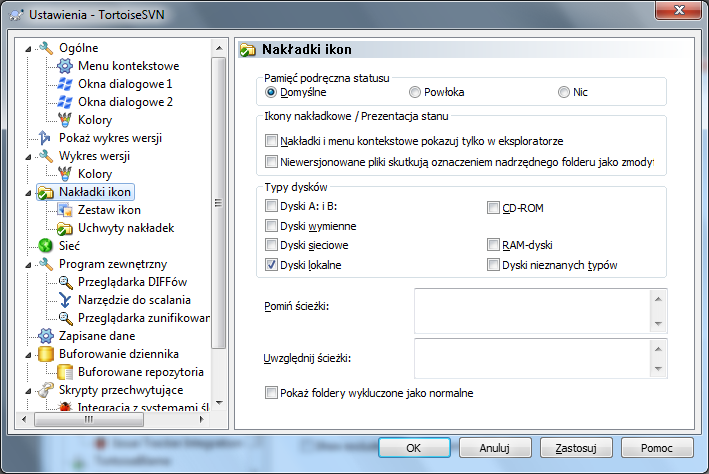 Ustawienia - TortoiseSVN
Ogólne
Menu kontekstowe
Okna dialogowe 1
Okna dialogowe 2
Kolory
Pokaż wykres wersji
Wykres wersji
Kolory
Nakładki ikon
Zestaw ikon
Uchwyty nakładek
Sieć
Program zewnętrzny
Przeglądarka DIFFów
Narzędzie do scalania
Przeglądarka zunifikowan
Zapisane dane
Buforowanie dziennika
Buforowane repozytoria
Skrypty przechwytujące
Integracja z systemami śl
Nakładki ikon
Pamięć podręczna statusu
Domyślne
Powłoka
Nic
Ikony nakładkowe / Prezentacja stanu
Nakładki i menu kontekstowe pokazuj tylko w eksploratorze
Niewersjonowane pliki skutkują oznaczeniem nadrzędnego folderu jako zmody
Typy dysków
Dyski A: i B:
CD-ROM
Dyski wymienne
Dyski sieciowe
RAM-dyski
Dyski lokalne
Dyski nieznanych typów
Pomiń ścieżki:
Uwzględnij ścieżki:
Pokaż foldery wykluczone jako normalne
OK
Anuluj
Zastosuj
Pomoc